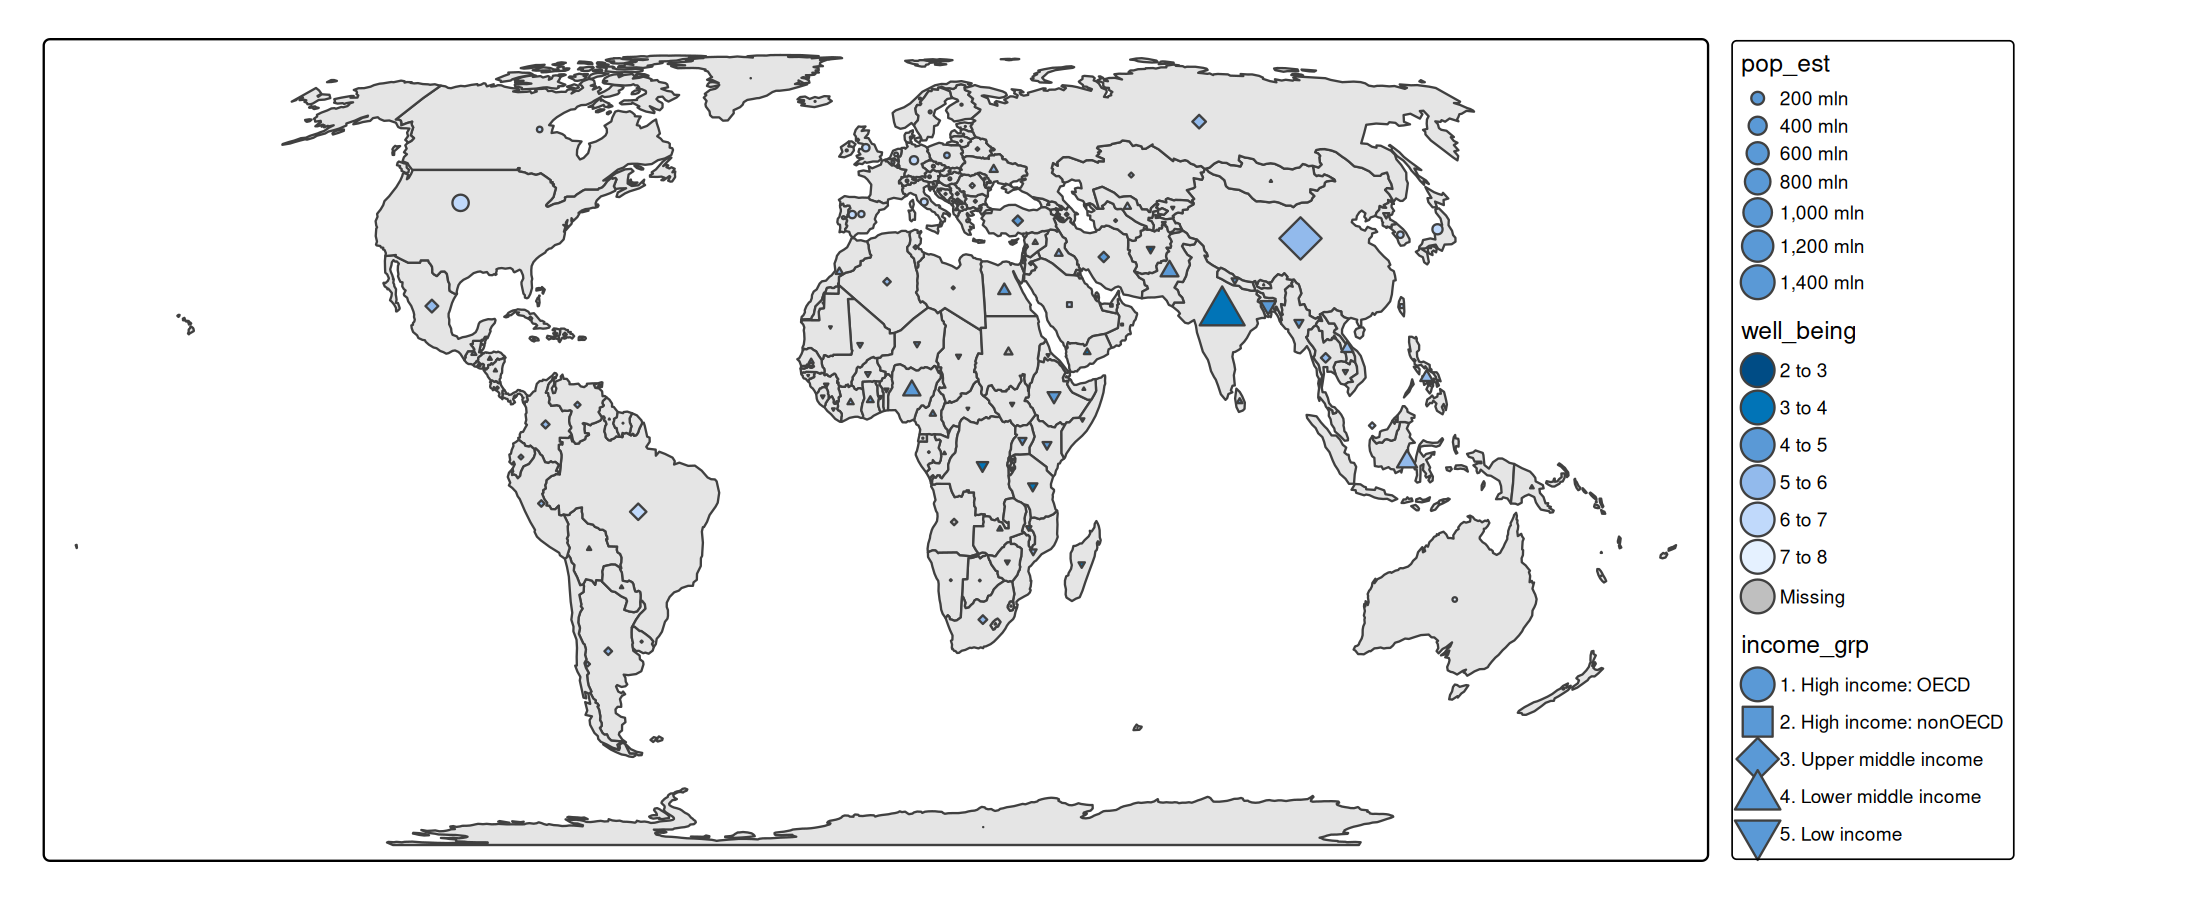 pop_est
200 mln
400 mln
600 mln
800 mln
1,000 mln
1,200 mln
1,400 mln
well_being
2 to 3
3 to 4
4 to 5
5 to 6
6 to 7
7 to 8
Missing
income_grp
1. High income: OECD
2. High income: nonOECD
3. Upper middle income
4. Lower middle income
5. Low income